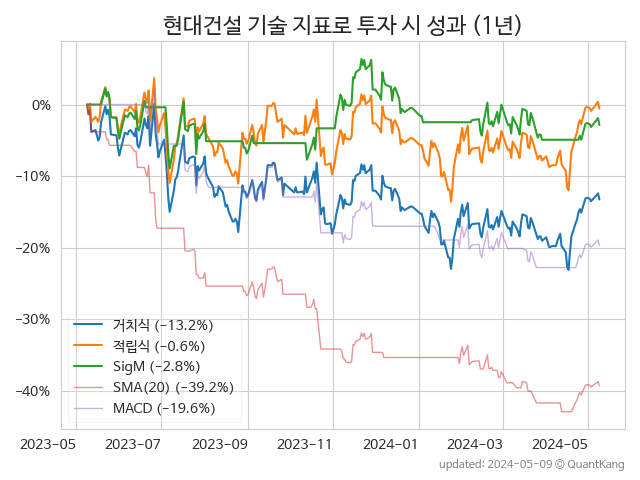 현대건설 기술 지표로 투자 시 성과 (1년)
0%
−10%
−20%
−30%
−40%
거치식 (−13.2%)
적립식 (−0.6%)
SigM (−2.8%)
SMA(20) (−39.2%)
MACD (−19.6%)
2023-05 2023-07 2023-09 2023-11 2024-01 2024-03 2024-05
updated: 2024-05-09 © QuantKang